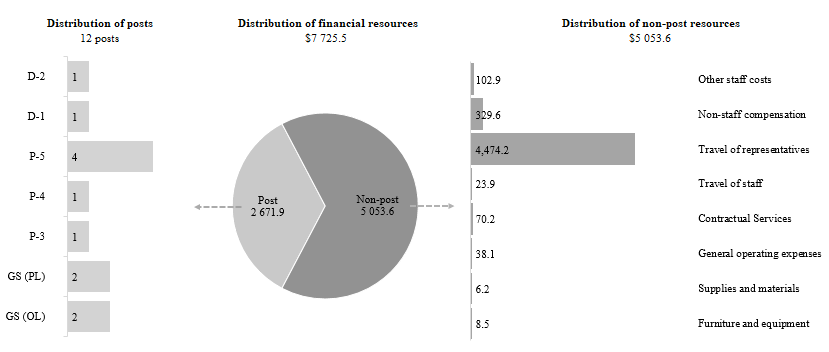 Distribution of posts
12 posts
D-2
1
D-1
1
P-5
4
P-4
1
P-3
1
GS (PL)
2
GS (OL)
2
Distribution of financial resources
$7 725.5
Post
2 671.9
Non-post
5 053.6
Distribution of non-post resources
$5 053.6
102.9 Other staff costs
329.6 Non-staff compensation
4,474.2 Travel of representatives
23.9 Travel of staff
70.2 Contractual Services
38.1 General operating expenses
6.2 Supplies and materials
8.5 Furniture and equipment